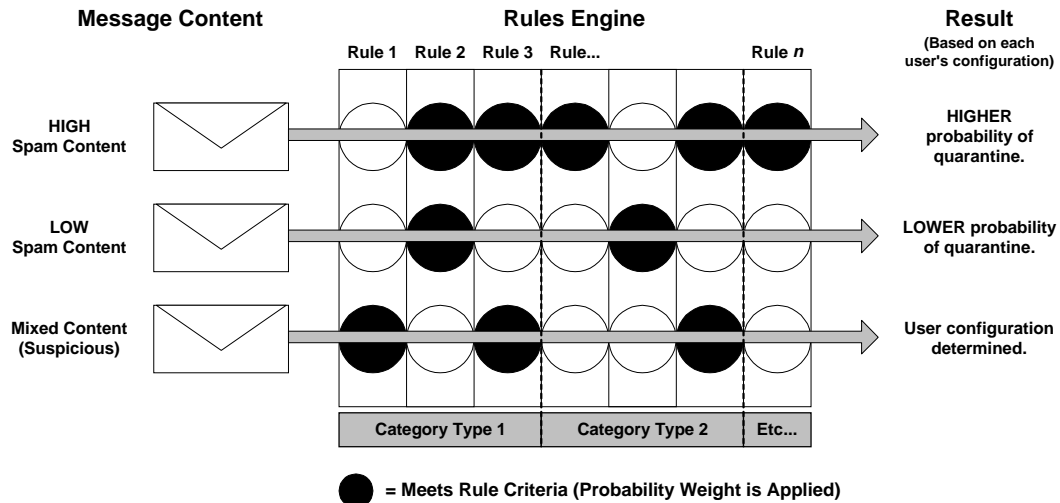 Message Content
Rules Engine
Result
(Based on each
user's configuration)
Rule 1
Rule 2
Rule 3
Rule...
Rule n
HIGH
Spam Content
HIGHER
probability of
quarantine.
LOW
Spam Content
LOWER probability
of quarantine.
Mixed Content
(Suspicious)
User configuration
determined.
Category Type 1
Category Type 2
Etc...
= Meets Rule Criteria (Probability Weight is Applied)